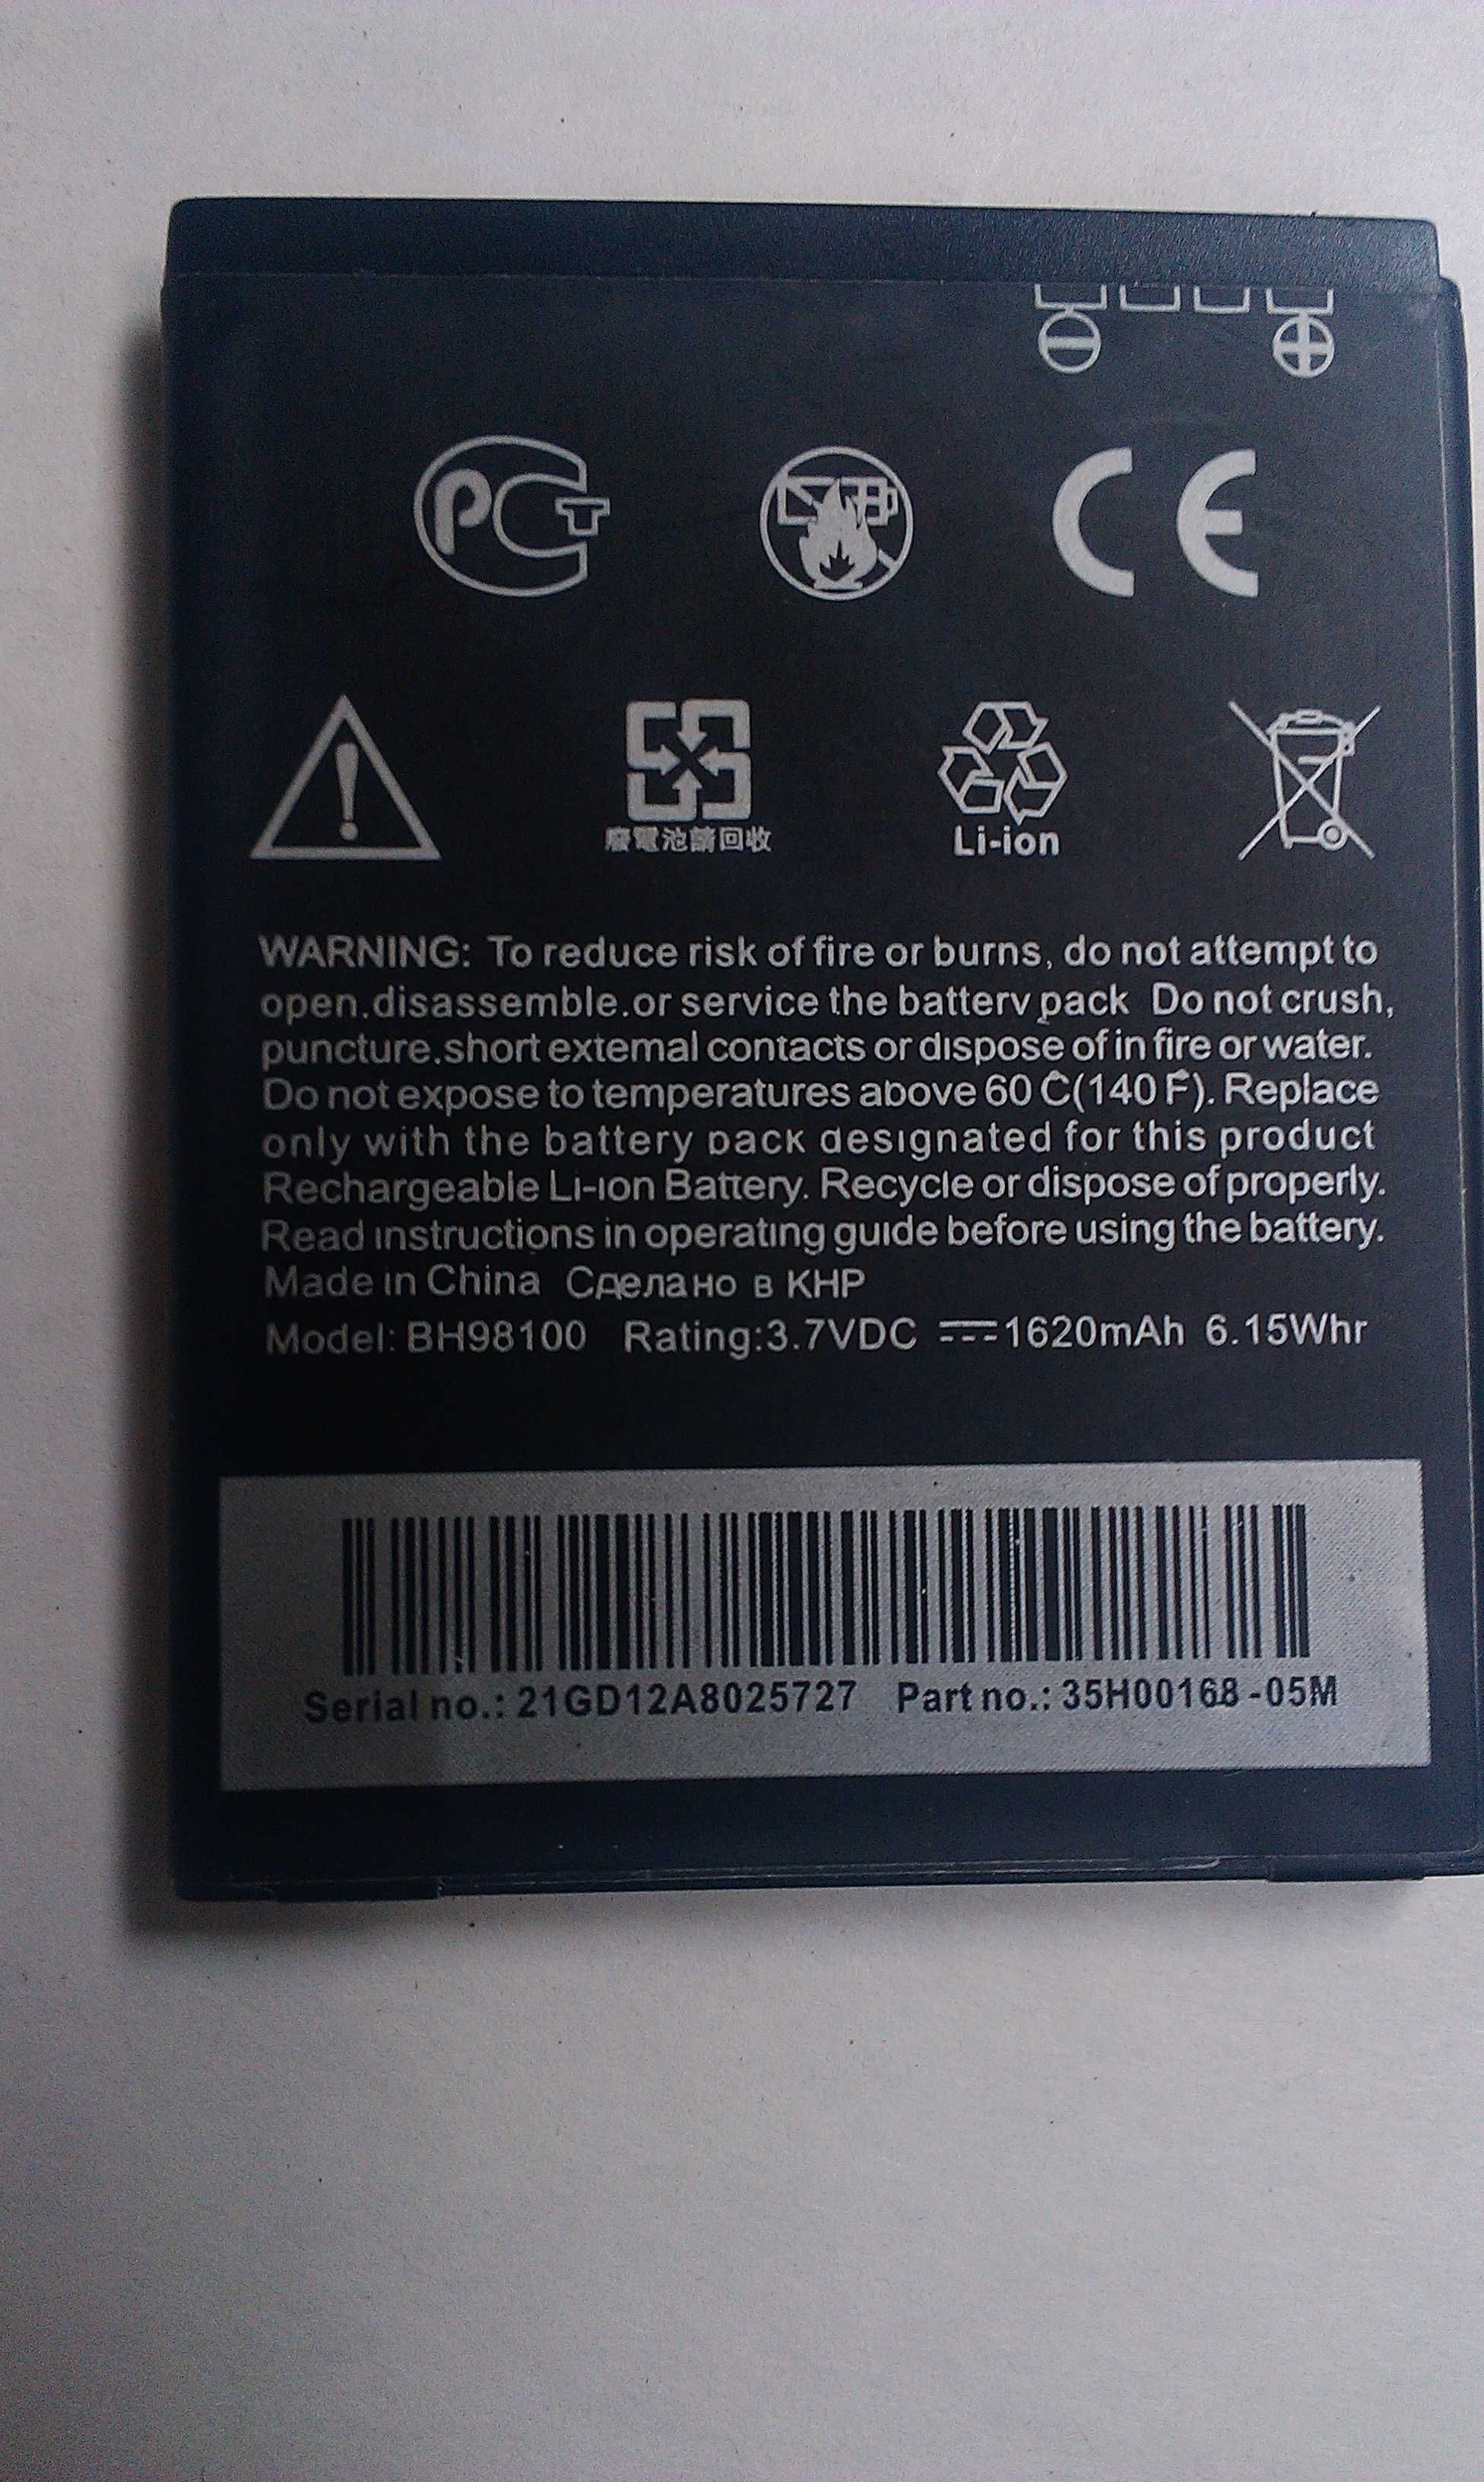 РСТ
CE
廢電池請回收
Li-ion
WARNING: To reduce risk of fire or burns, do not attempt to
open.disassemble.or service the battery pack Do not crush,
puncture.short extemal contacts or dispose of in fire or water.
Do not expose to temperatures above 60 C(140 F). Replace
only with the battery pack designated for this product
Rechargeable Li-ion Battery. Recycle or dispose of properly.
Read instructions in operating guide before using the battery.
Made in China Сделано в КНР
Model: BH98100 Rating:3.7VDC ⎓1620mAh 6.15Whr
Serial no.: 21GD12A8025727 Part no.: 35H00168-05M